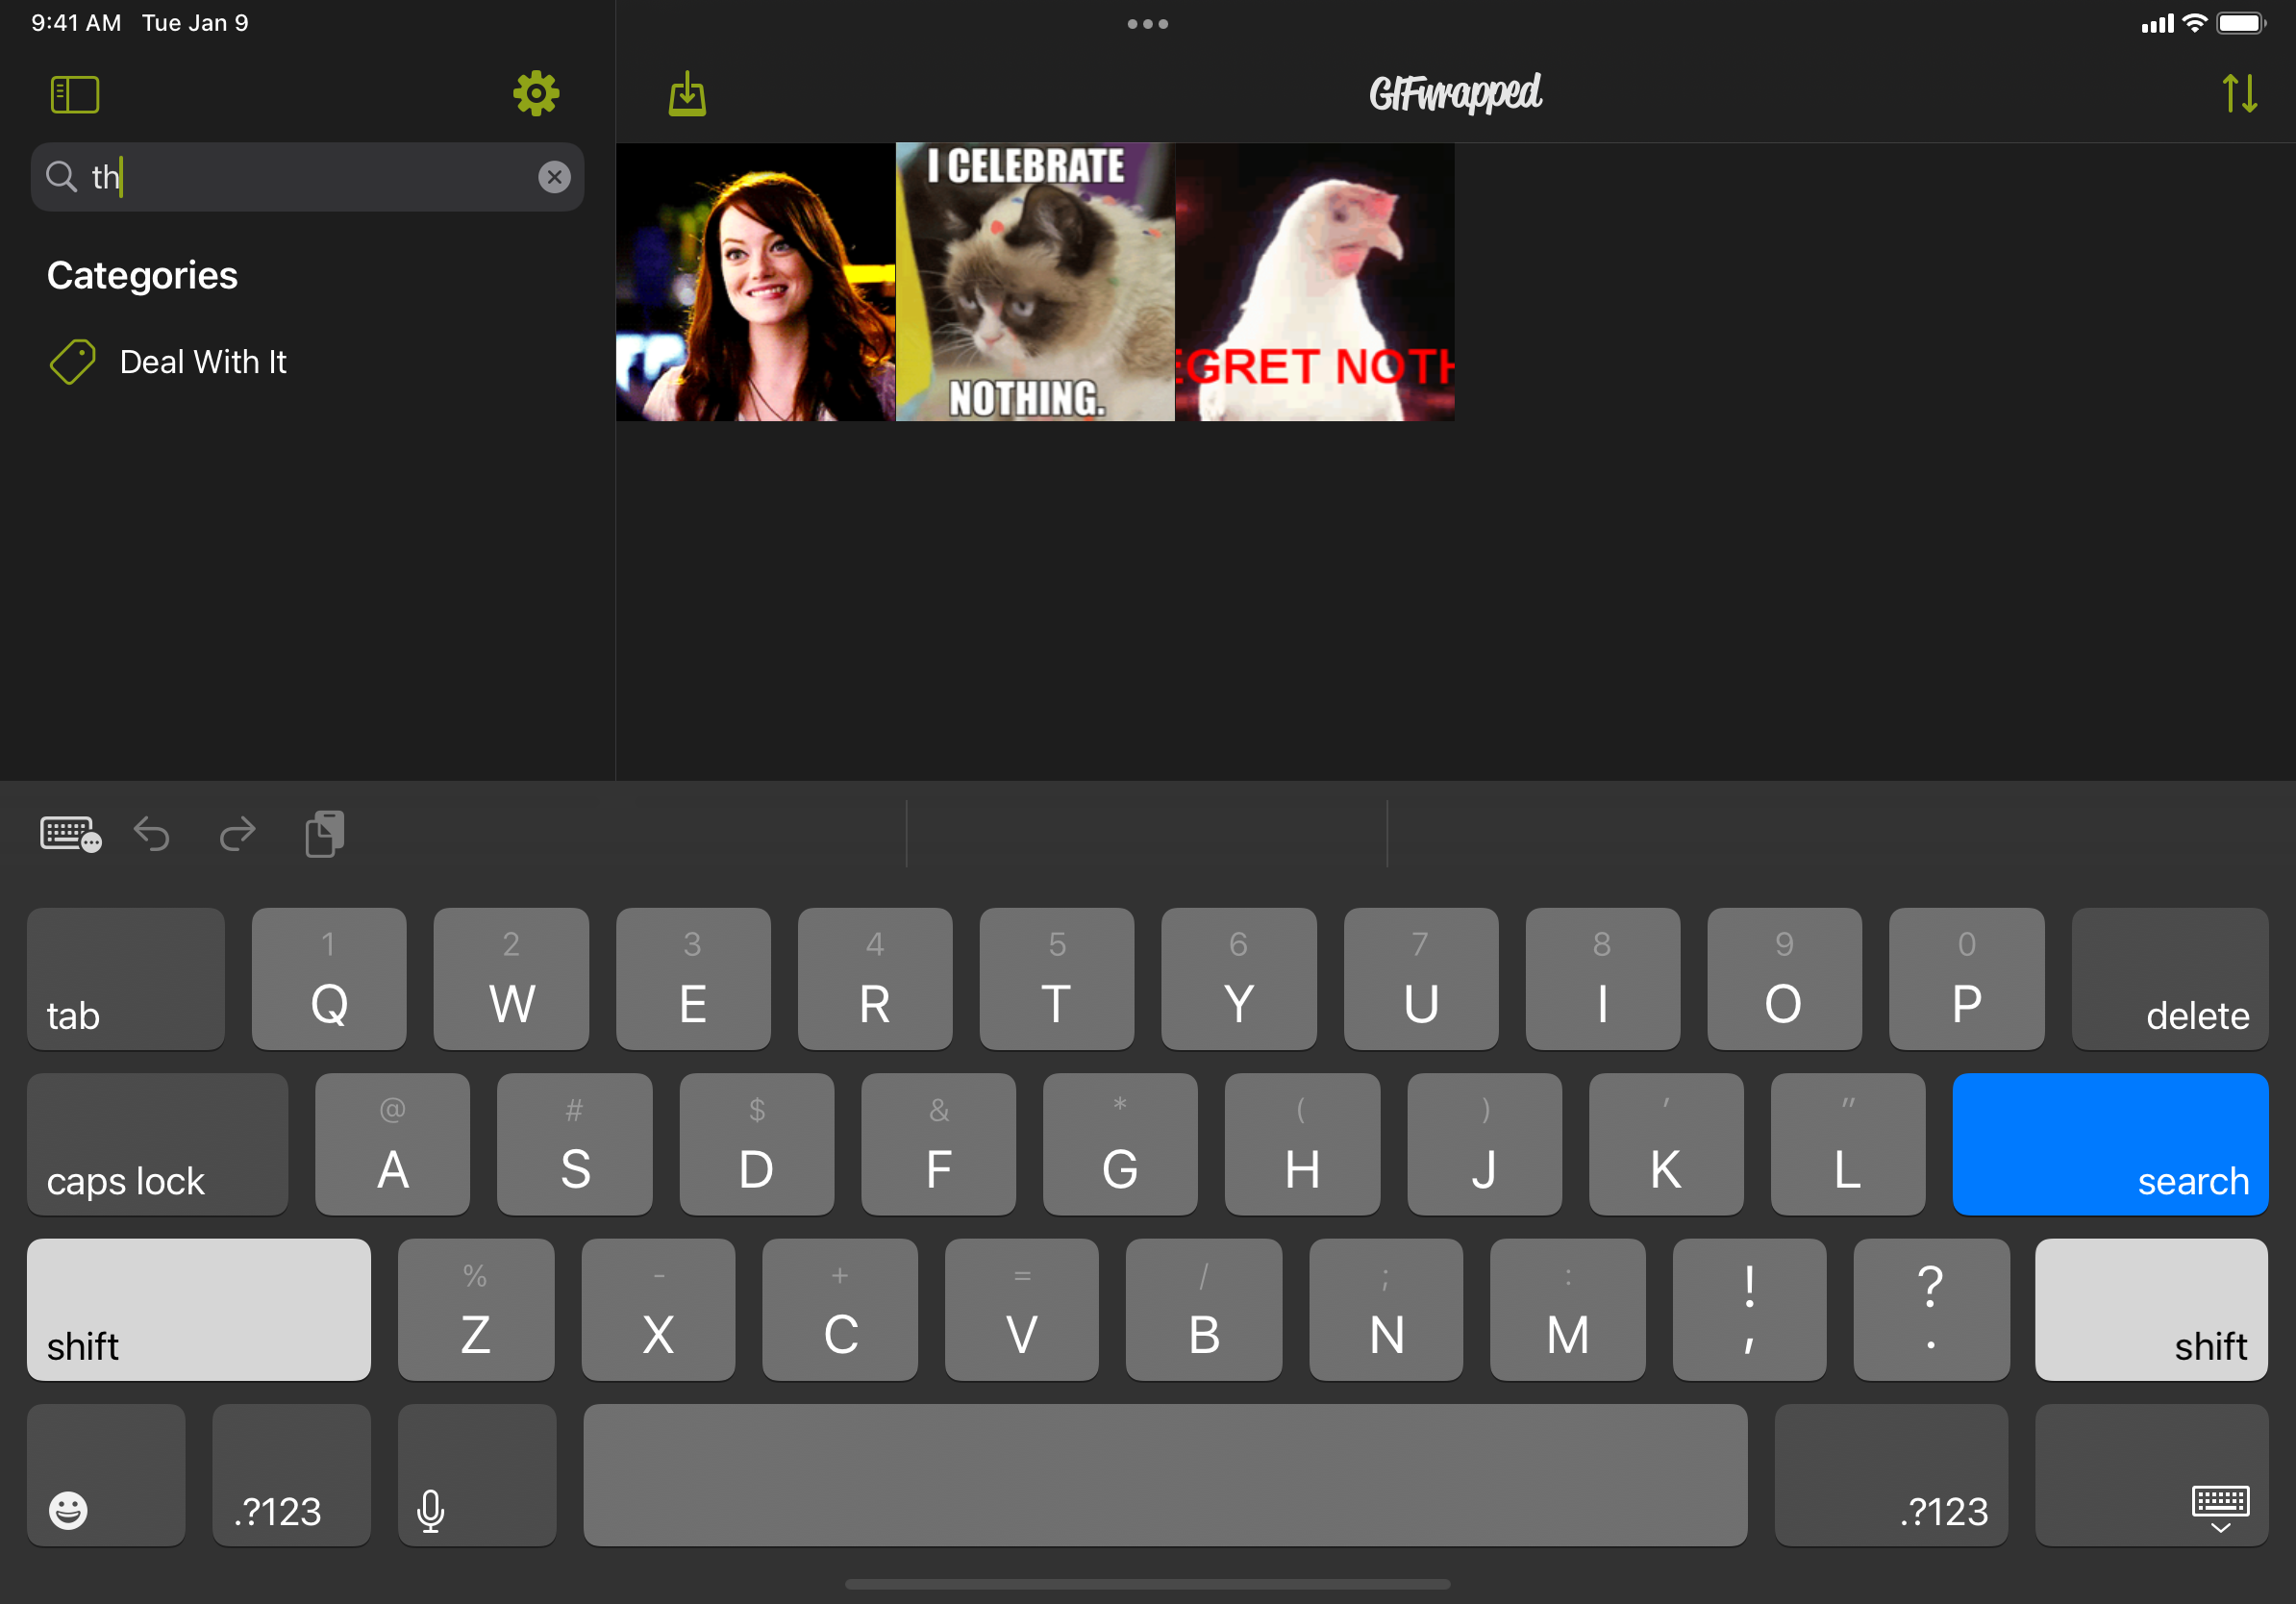 9:41 AM Tue Jan 9
GIFwrapped
th
Categories
Deal With It
I CELEBRATE
NOTHING.
EGRET NOTH
tab
1 2 3 4 5 6 7 8 9 0
Q W E R T Y U I O P
delete
@ # $ & * ( ) ' "
caps lock
A S D F G H J K L
search
% - + = / ; : ! ?
shift
Z X C V B N M , .
shift
.?123
.?123